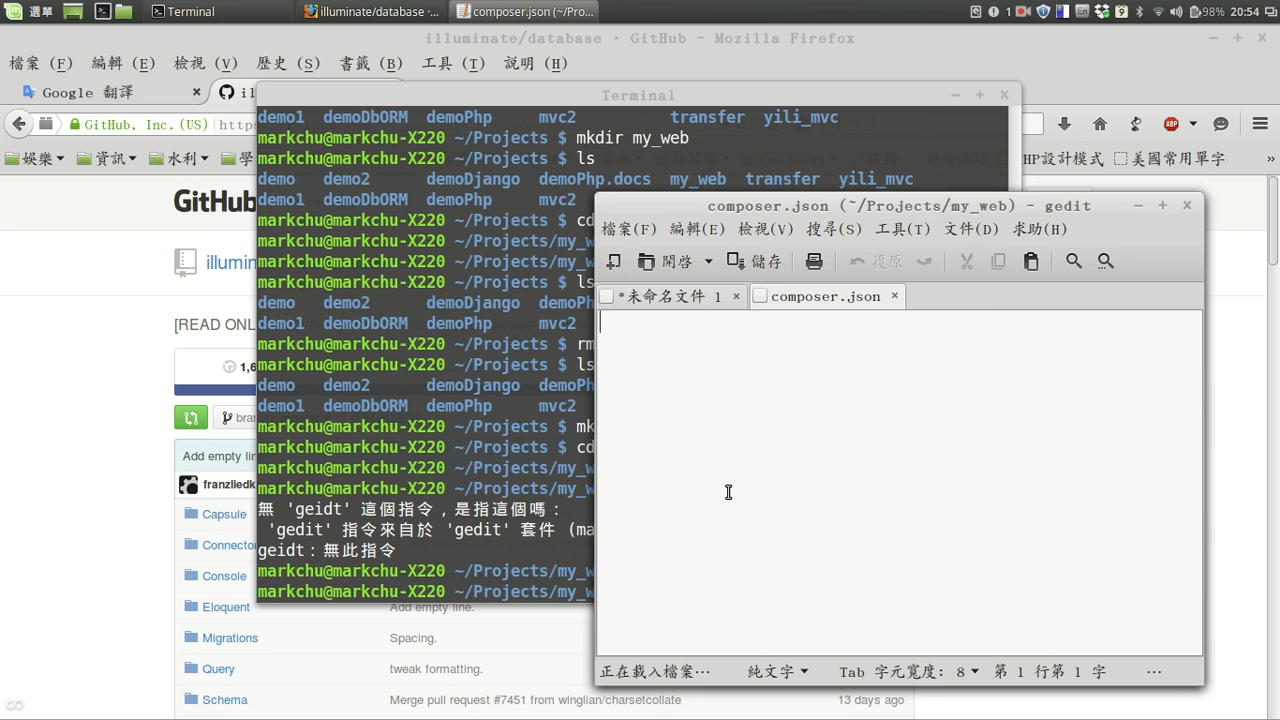 選單
Terminal
illuminate/database ·...
composer.json (~/Pro...
1
98%
20:54
illuminate/database · GitHub - Mozilla Firefox
檔案 (F) 編輯 (E) 檢視 (V) 歷史 (S) 書籤 (B) 工具 (T) 說明 (H)
Google 翻譯
GitHub, Inc. (US)
娛樂 資訊 水利 學
HP設計模式 美國常用單字
GitHub
illumin
[READ ONL
1,6
bran
Add empty lin
franzliedk
Capsule
Connector
Console
Eloquent Add empty line.
Migrations Spacing.
Query tweak formatting.
Schema Merge pull request #7451 from winglian/charsetcollate 13 days ago
Terminal
demo1 demoDbORM demoPhp mvc2 transfer yili_mvc
markchu@markchu-X220 ~/Projects $ mkdir my_web
markchu@markchu-X220 ~/Projects $ ls
demo demo2 demoDjango demoPhp.docs my_web transfer yili_mvc
demo1 demoDbORM demoPhp mvc2
markchu@markchu-X220 ~/Projects $ cd
markchu@markchu-X220 ~/Projects/my_w
markchu@markchu-X220 ~/Projects/my_w
markchu@markchu-X220 ~/Projects $ ls
demo demo2 demoDjango demoPh
demo1 demoDbORM demoPhp mvc2
markchu@markchu-X220 ~/Projects $ rm
markchu@markchu-X220 ~/Projects $ ls
demo demo2 demoDjango demoPh
demo1 demoDbORM demoPhp mvc2
markchu@markchu-X220 ~/Projects $ mk
markchu@markchu-X220 ~/Projects $ cd
markchu@markchu-X220 ~/Projects/my_w
markchu@markchu-X220 ~/Projects/my_w
無 'geidt' 這個指令，是指這個嗎：
'gedit' 指令來自於 'gedit' 套件 (ma
geidt：無此指令
markchu@markchu-X220 ~/Projects/my_w
markchu@markchu-X220 ~/Projects/my_w
composer.json (~/Projects/my_web) - gedit
檔案(F) 編輯(E) 檢視(V) 搜尋(S) 工具(T) 文件(D) 求助(H)
開啓 儲存 復原
*未命名文件 1 composer.json
正在載入檔案… 純文字 Tab 字元寬度: 8 第 1 行第 1 字 …